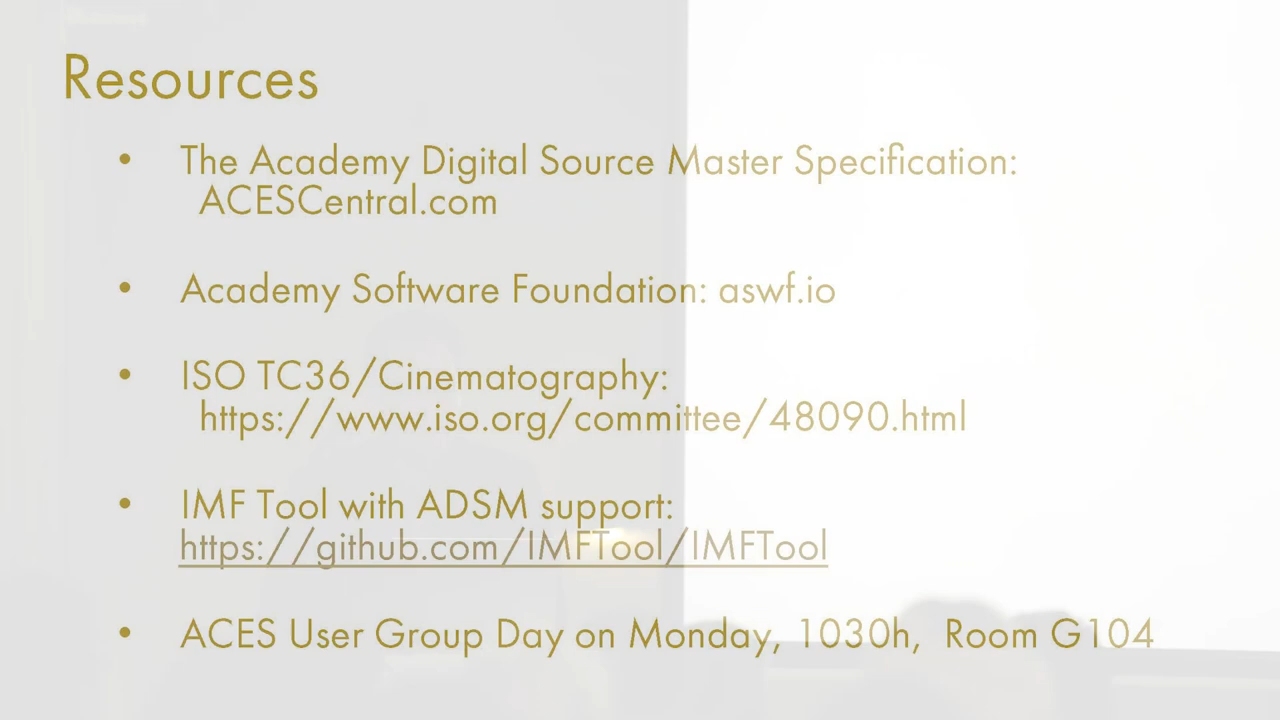 Resources
• The Academy Digital Source Master Specification:
ACESCentral.com
• Academy Software Foundation: aswf.io
• ISO TC36/Cinematography:
https://www.iso.org/committee/48090.html
• IMF Tool with ADSM support:
https://github.com/IMFTool/IMFTool
• ACES User Group Day on Monday, 1030h, Room G104